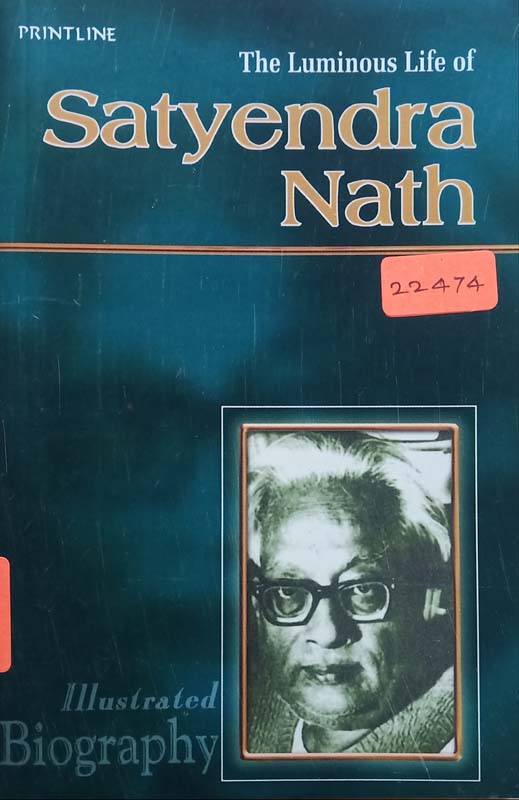 PRINTLINE
The Luminous Life of
Satyendra
Nath
22474
Illustrated
Biography